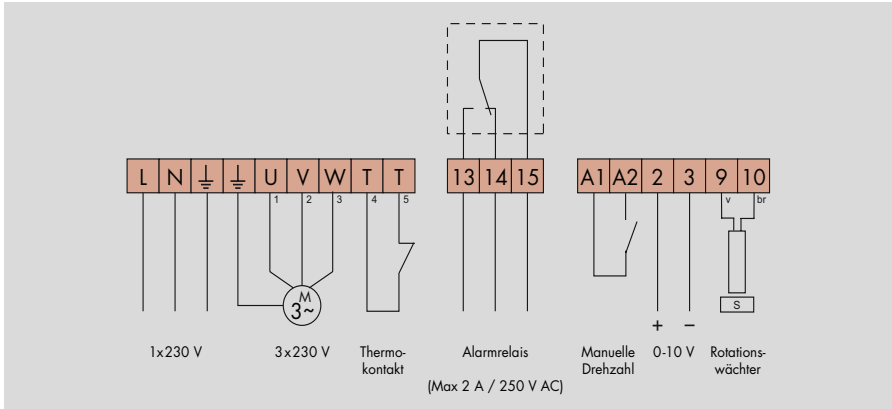 L N U V W T T
1 2 3 4 5
13 14 15
A1 A2 2 3 9 10
v br
M
3~
S
+ −
1x230 V
3x230 V
Thermo-
kontakt
Alarmrelais
(Max 2 A / 250 V AC)
Manuelle
Drehzahl
0-10 V
Rotations-
wächter